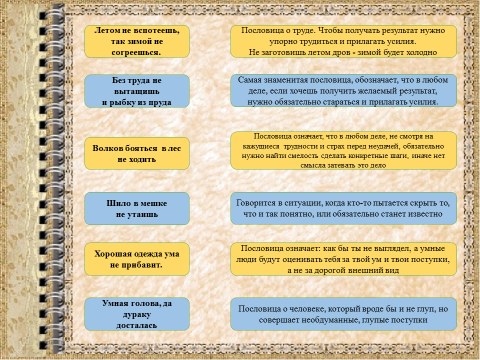 Летом не вспотеешь,
так зимой не
согреешься.
Пословица о труде. Чтобы получать результат нужно
упорно трудиться и прилагать усилия.
Не заготовишь летом дров - зимой будет холодно
Без труда не
вытащишь
и рыбку из пруда
Самая знаменитая пословица, обозначает, что в любом
деле, если хочешь получить желаемый результат,
нужно обязательно стараться и прилагать усилия.
Волков бояться в лес
не ходить
Пословица означает, что в любом деле, не смотря на
кажущиеся трудности и страх перед неудачей, обязательно
нужно найти смелость сделать конкретные шаги, иначе нет
смысла затевать это дело
Шило в мешке
не утаишь
Говорится в ситуации, когда кто-то пытается скрыть то,
что и так понятно, или обязательно станет известно
Хорошая одежда ума
не прибавит.
Пословица означает: как бы ты не выглядел, а умные
люди будут оценивать тебя за твой ум и твои поступки,
а не за дорогой внешний вид
Умная голова, да
дураку
досталась
Пословица о человеке, который вроде бы и не глуп, но
совершает необдуманные, глупые поступки